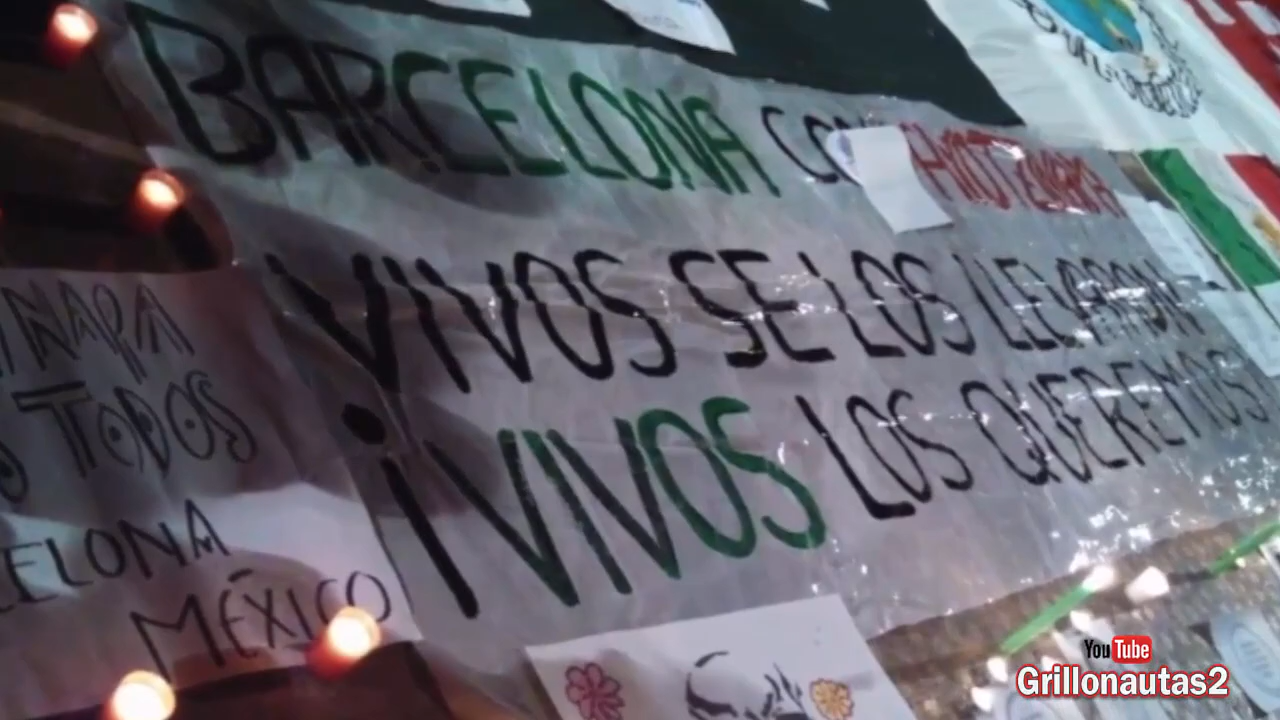 BARCELONA CON AYOTZINAPA
VIVOS SE LOS LLEVARON
¡VIVOS LOS QUEREMOS!
TODOS
MÉXICO
YouTube
Grillonautas2